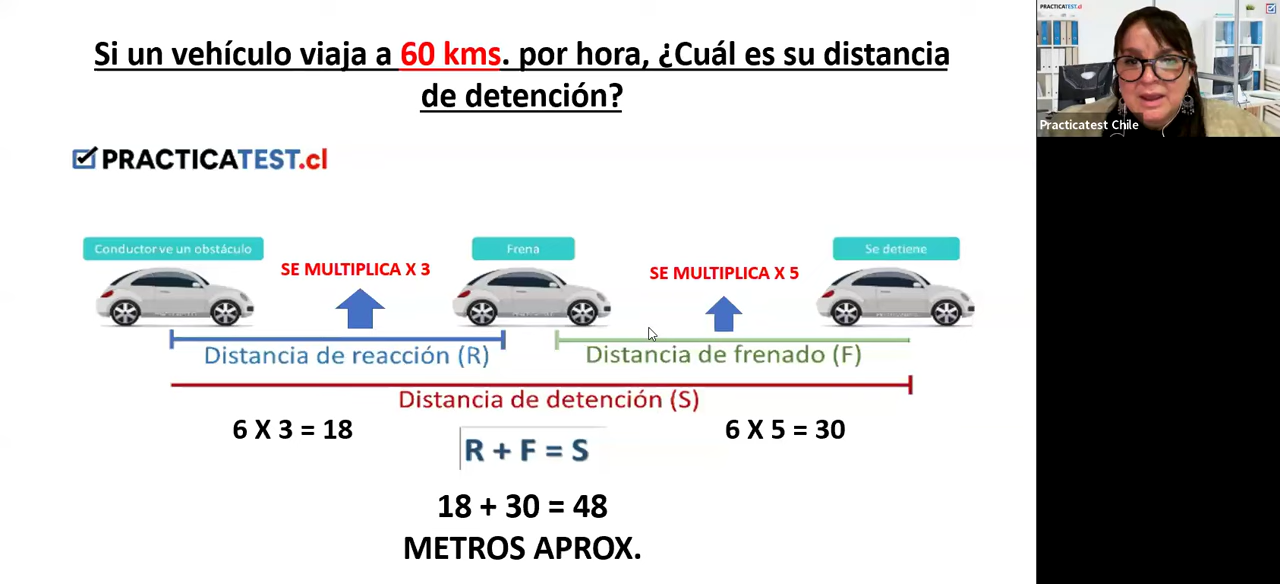 Si un vehículo viaja a 60 kms. por hora, ¿Cuál es su distancia
de detención?
PRACTICATEST.cl
Conductor ve un obstáculo
Frena
Se detiene
SE MULTIPLICA X 3
SE MULTIPLICA X 5
Distancia de reacción (R)
Distancia de frenado (F)
Distancia de detención (S)
6 X 3 = 18
6 X 5 = 30
R + F = S
18 + 30 = 48
METROS APROX.
PRACTICATEST.cl
Practicatest Chile